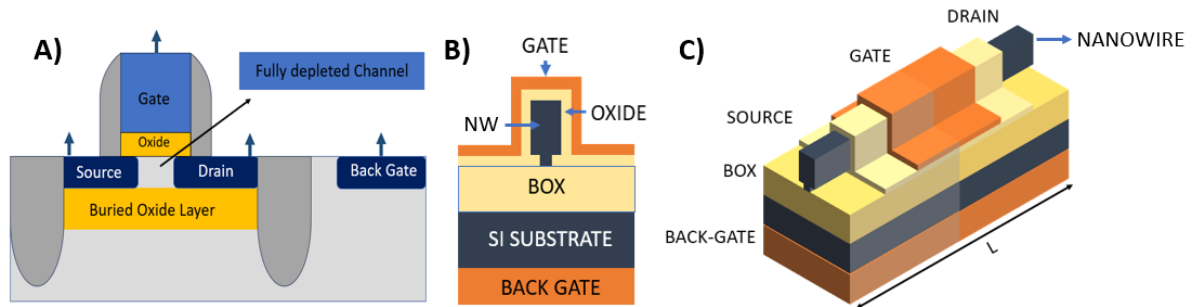 A)
Gate
Fully depleted Channel
Oxide
Source
Drain
Back Gate
Buried Oxide Layer
B)
GATE
NW
OXIDE
BOX
SI SUBSTRATE
BACK GATE
C)
DRAIN
NANOWIRE
GATE
SOURCE
BOX
BACK-GATE
L